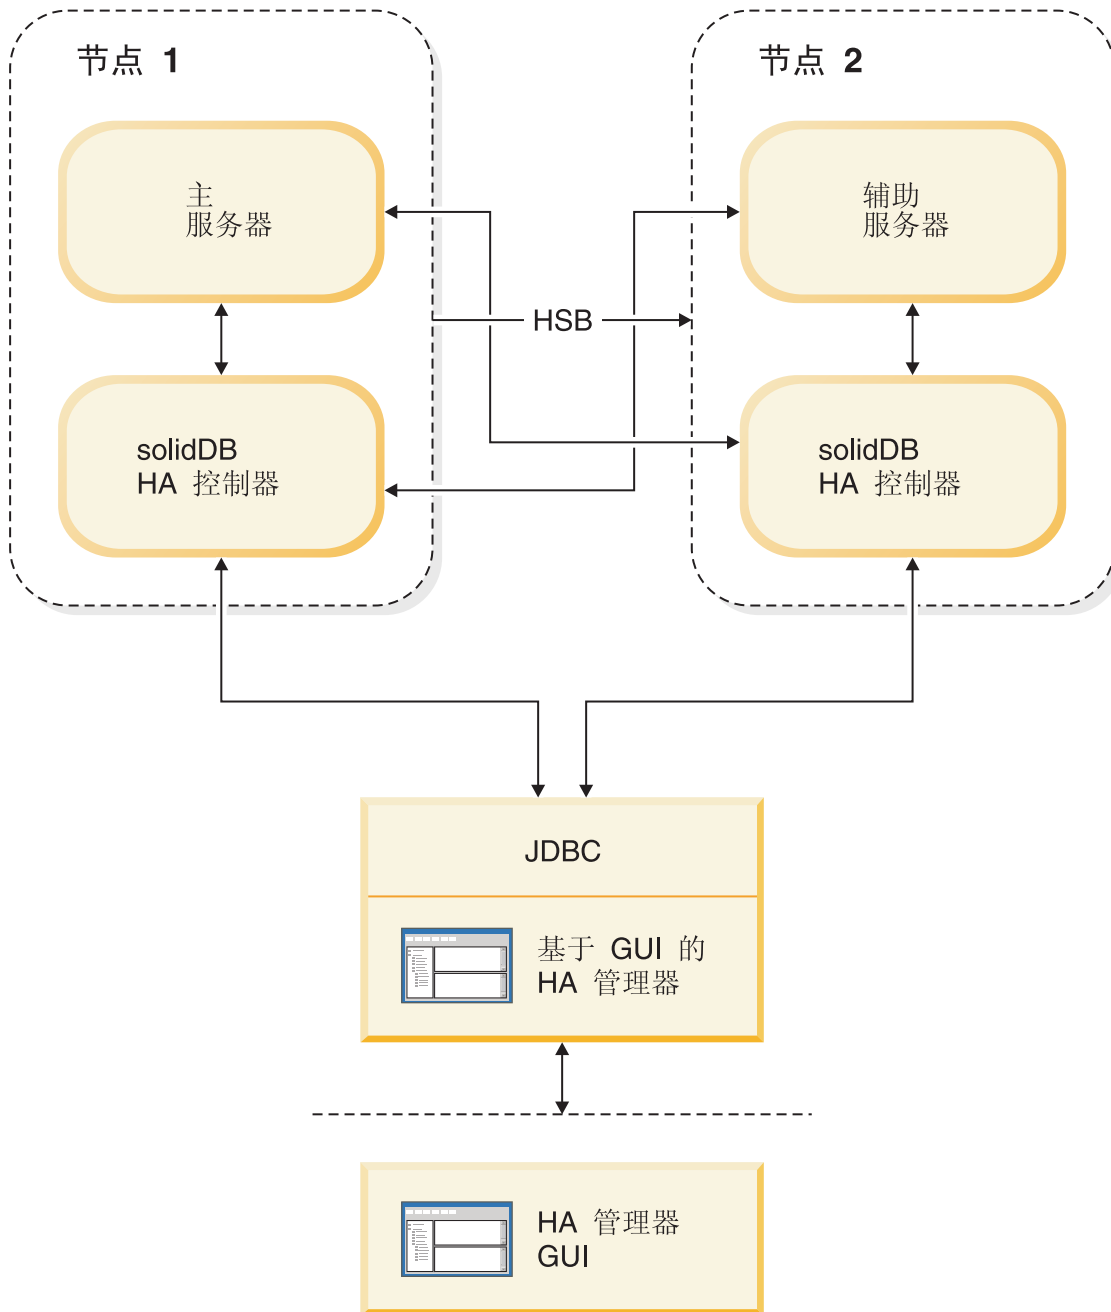 节点 1
节点 2
主
服务器
辅助
服务器
HSB
solidDB
HA 控制器
solidDB
HA 控制器
JDBC
基于 GUI 的
HA 管理器
HA 管理器
GUI